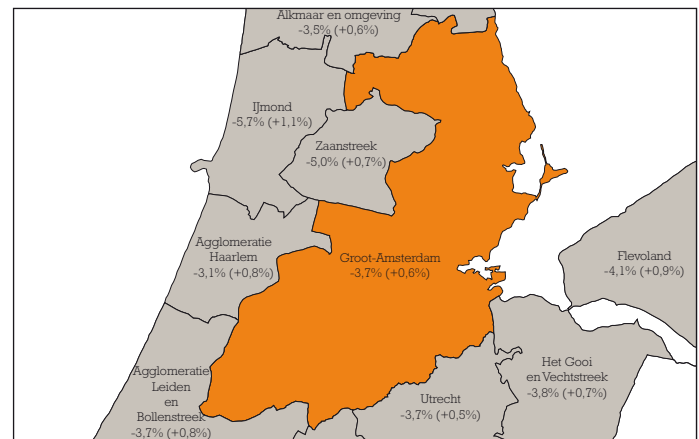 Alkmaar en omgeving
-3,5% (+0,6%)
IJmond
-5,7% (+1,1%)
Zaanstreek
-5,0% (+0,7%)
Agglomeratie
Haarlem
-3,1% (+0,8%)
Groot-Amsterdam
-3,7% (+0,6%)
Flevoland
-4,1% (+0,9%)
Agglomeratie
Leiden
en
Bollenstreek
-3,7% (+0,8%)
Utrecht
-3,7% (+0,5%)
Het Gooi
en Vechtstreek
-3,8% (+0,7%)